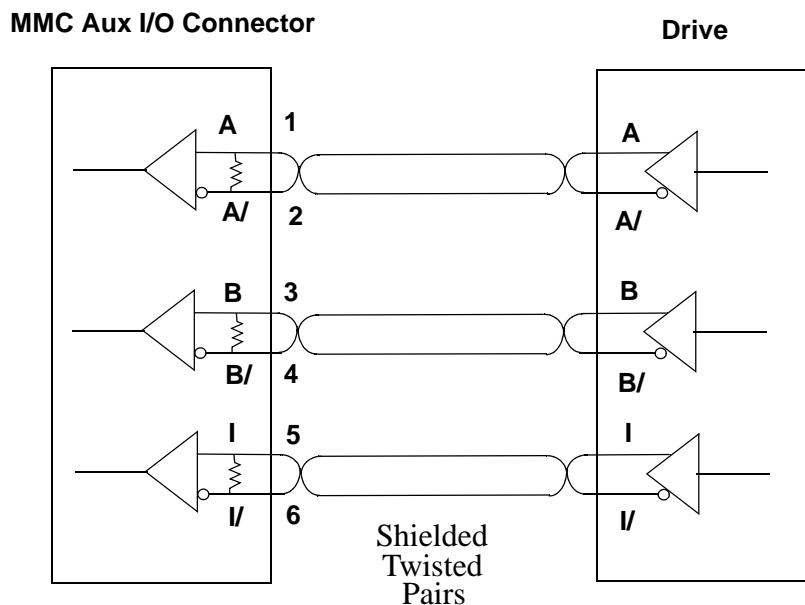 MMC Aux I/O Connector
Drive
A 1 A
A/ 2 A/
B 3 B
B/ 4 B/
I 5 I
I/ 6 I/
Shielded
Twisted
Pairs